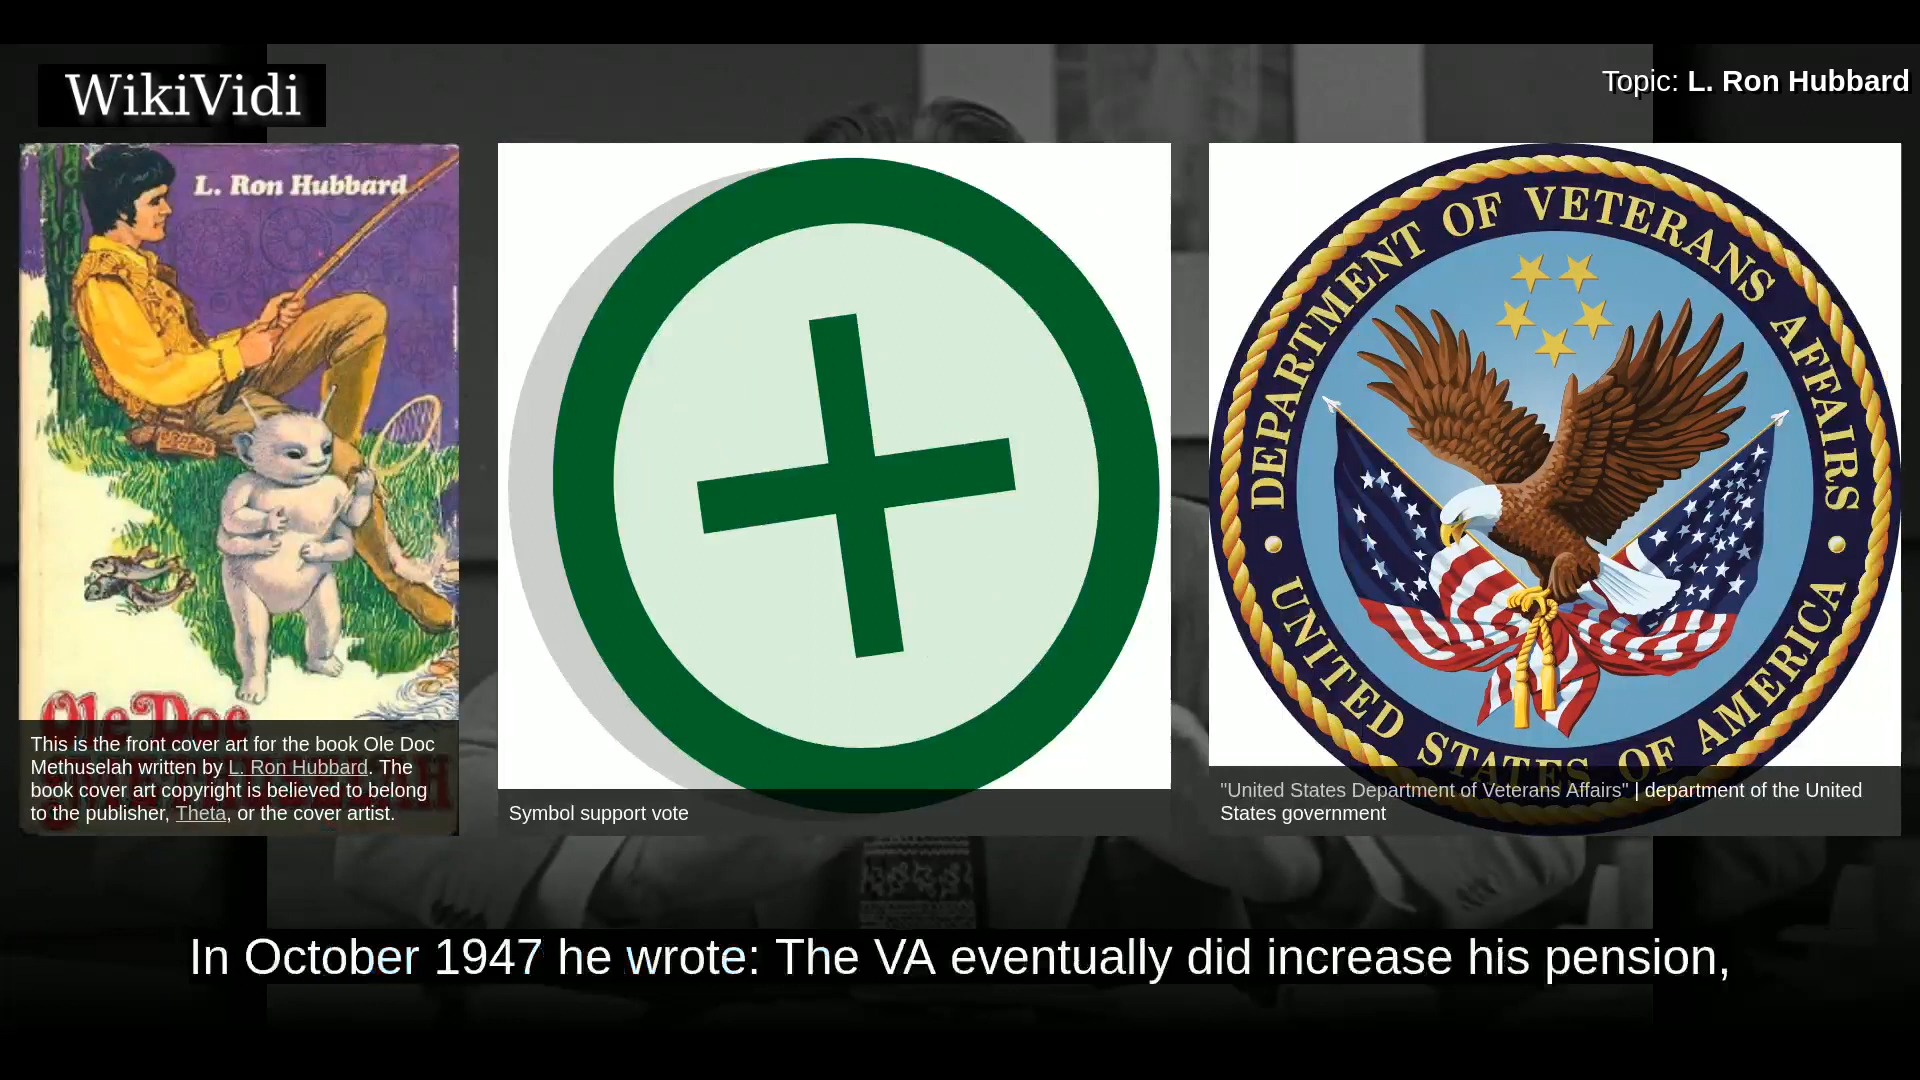 WikiVidi
Topic: L. Ron Hubbard
L. Ron Hubbard
Ole Doc
This is the front cover art for the book Ole Doc
Methuselah written by L. Ron Hubbard. The
book cover art copyright is believed to belong
to the publisher, Theta, or the cover artist.
Symbol support vote
DEPARTMENT OF VETERANS AFFAIRS
UNITED STATES OF AMERICA
"United States Department of Veterans Affairs" | department of the United
States government
In October 1947 he wrote: The VA eventually did increase his pension,